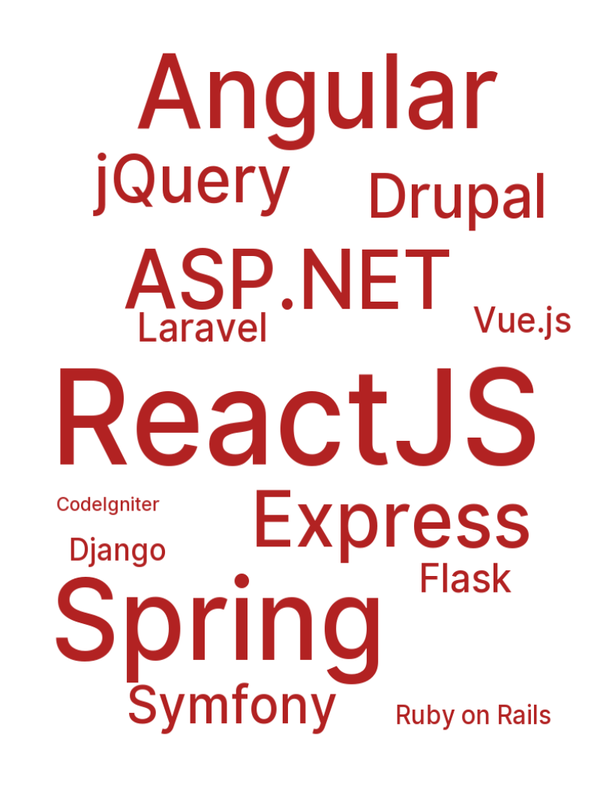 Angular
jQuery
Drupal
ASP.NET
Laravel
Vue.js
ReactJS
CodeIgniter
Express
Django
Flask
Spring
Symfony
Ruby on Rails